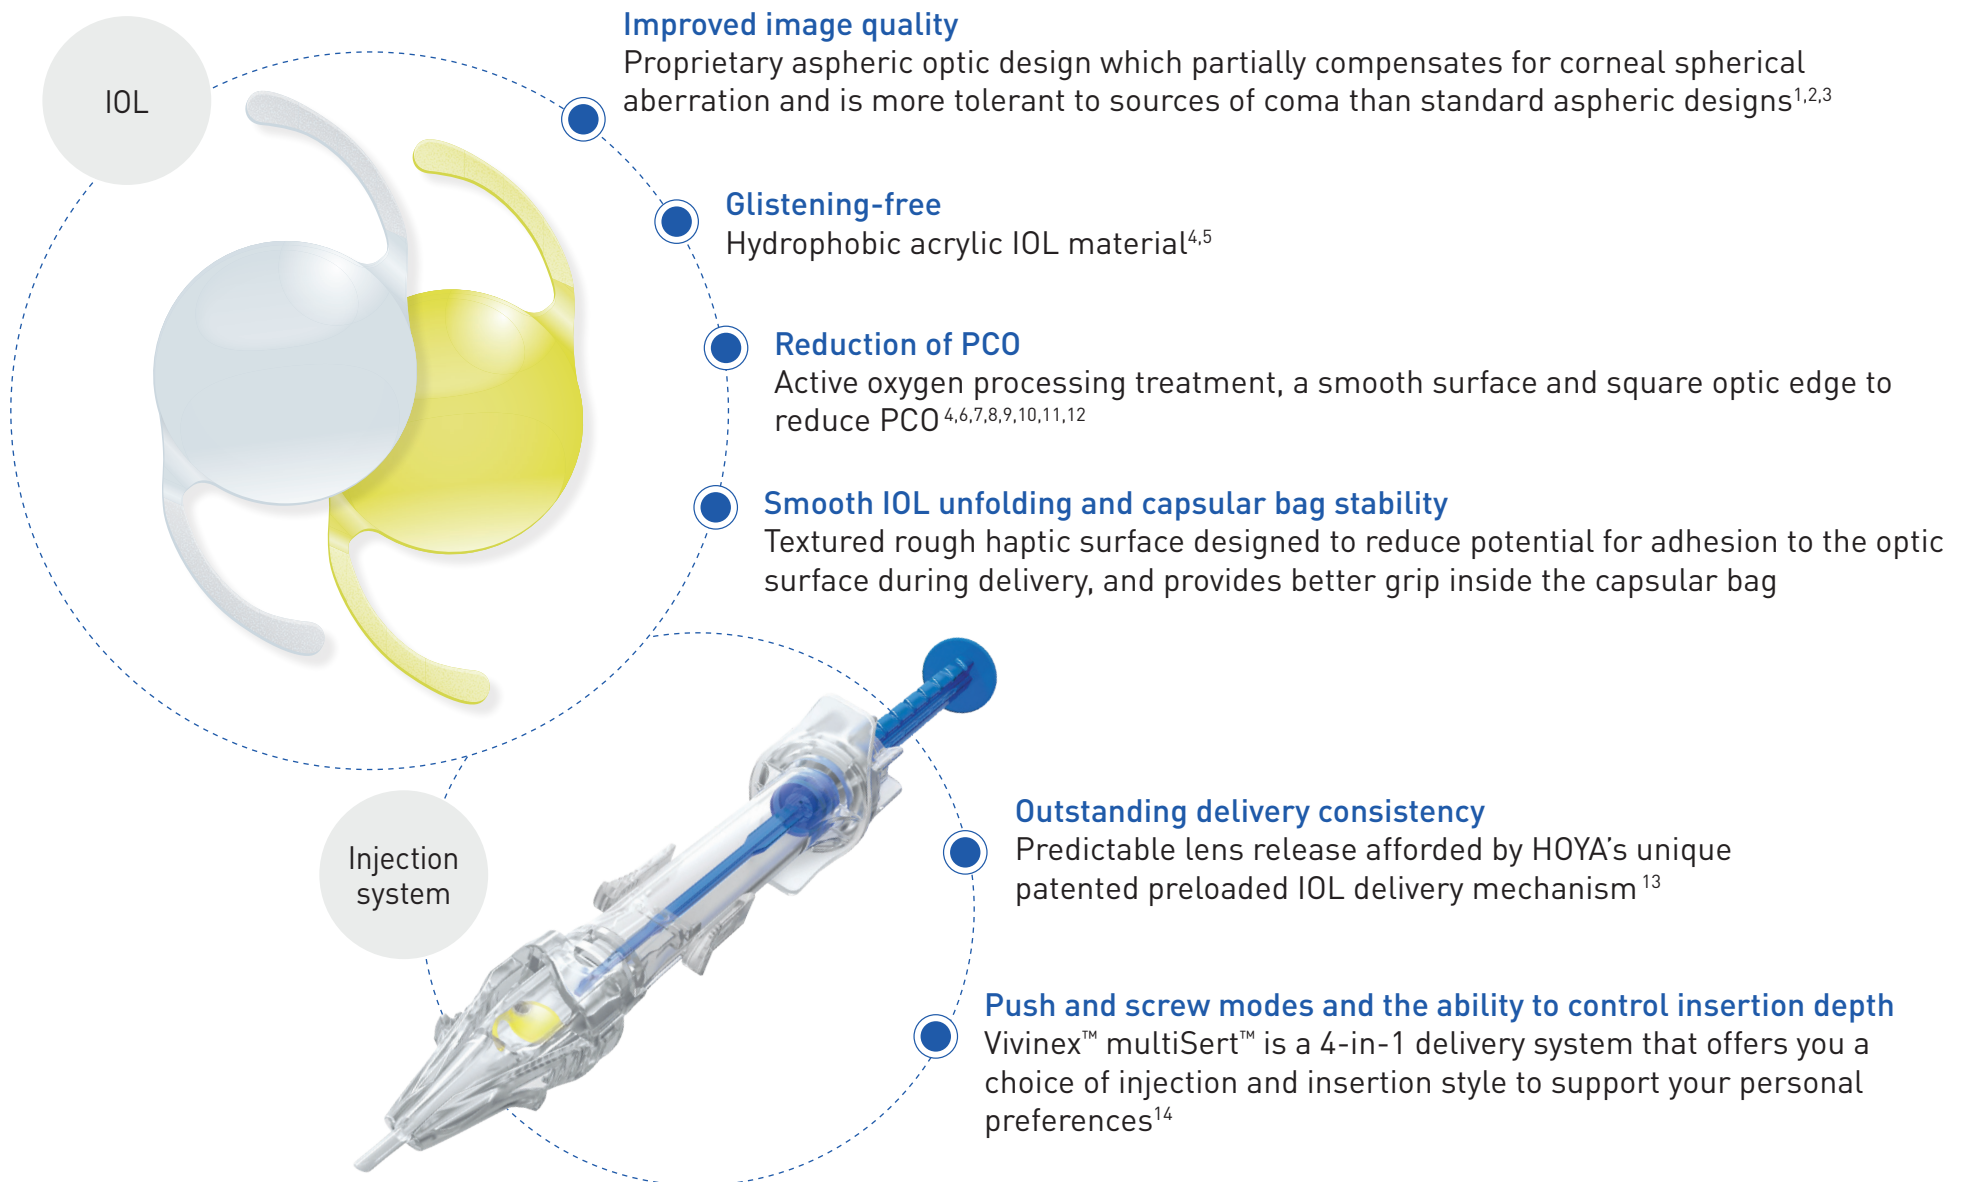 IOL
Improved image quality
Proprietary aspheric optic design which partially compensates for corneal spherical
aberration and is more tolerant to sources of coma than standard aspheric designs1,2,3
Glistening-free
Hydrophobic acrylic IOL material4,5
Reduction of PCO
Active oxygen processing treatment, a smooth surface and square optic edge to
reduce PCO 4,6,7,8,9,10,11,12
Smooth IOL unfolding and capsular bag stability
Textured rough haptic surface designed to reduce potential for adhesion to the optic
surface during delivery, and provides better grip inside the capsular bag
Injection
system
Outstanding delivery consistency
Predictable lens release afforded by HOYA's unique
patented preloaded IOL delivery mechanism 13
Push and screw modes and the ability to control insertion depth
Vivinex™ multiSert™ is a 4-in-1 delivery system that offers you a
choice of injection and insertion style to support your personal
preferences14